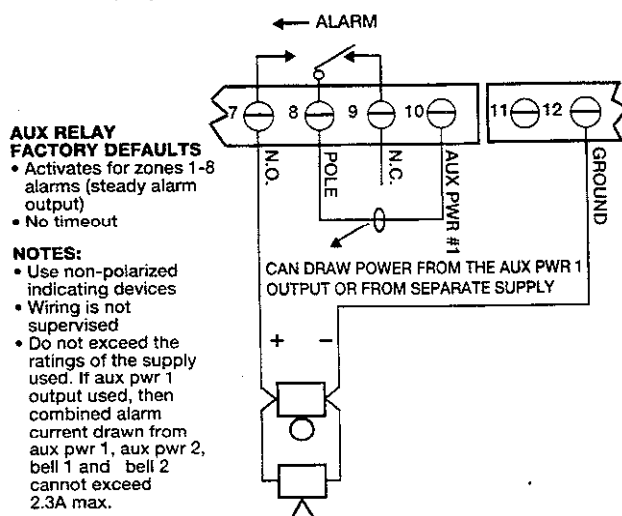 ALARM
7 8 9 10 11 12
N.O.
POLE
N.C.
AUX PWR #1
GROUND
AUX RELAY
FACTORY DEFAULTS
• Activates for zones 1-8
alarms (steady alarm
output)
• No timeout
NOTES:
• Use non-polarized
indicating devices
• Wiring is not
supervised
• Do not exceed the
ratings of the supply
used. If aux pwr 1
output used, then
combined alarm
current drawn from
aux pwr 1, aux pwr 2,
bell 1 and bell 2
cannot exceed
2.3A max.
CAN DRAW POWER FROM THE AUX PWR 1
OUTPUT OR FROM SEPARATE SUPPLY
+ −